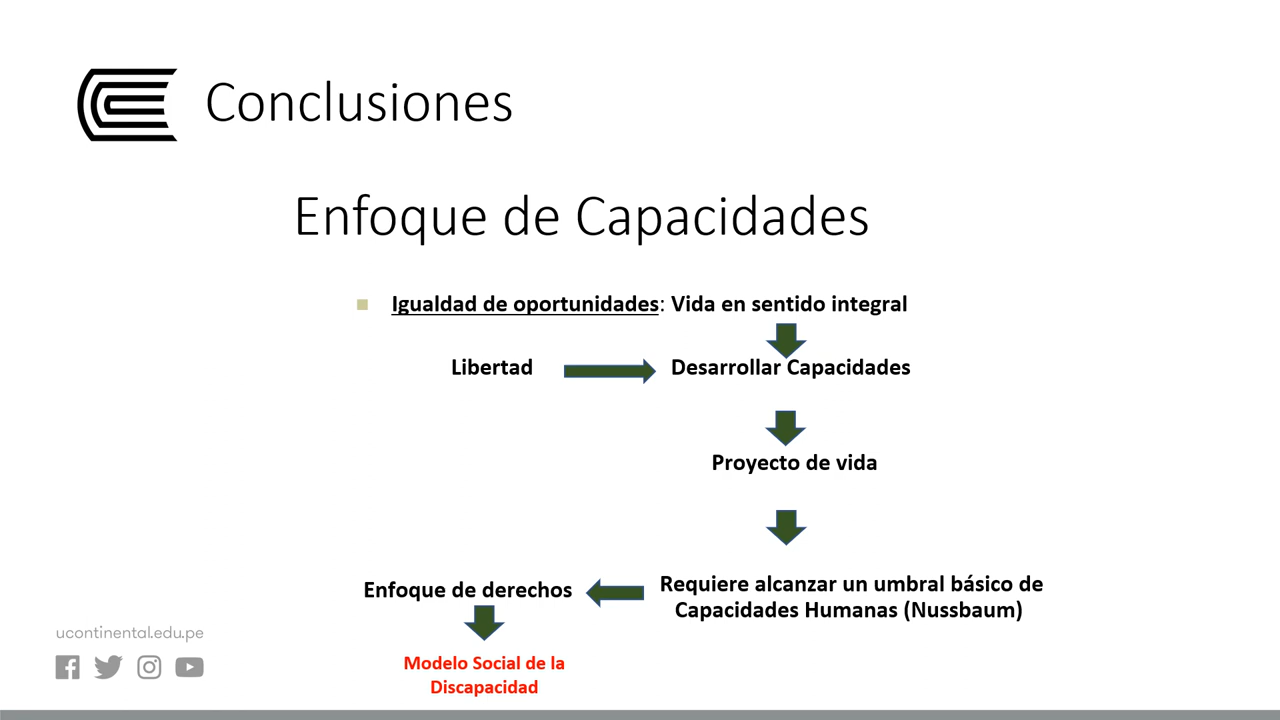 Conclusiones
Enfoque de Capacidades
Igualdad de oportunidades: Vida en sentido integral
Libertad
Desarrollar Capacidades
Proyecto de vida
Requiere alcanzar un umbral básico de
Capacidades Humanas (Nussbaum)
Enfoque de derechos
Modelo Social de la
Discapacidad
ucontinental.edu.pe